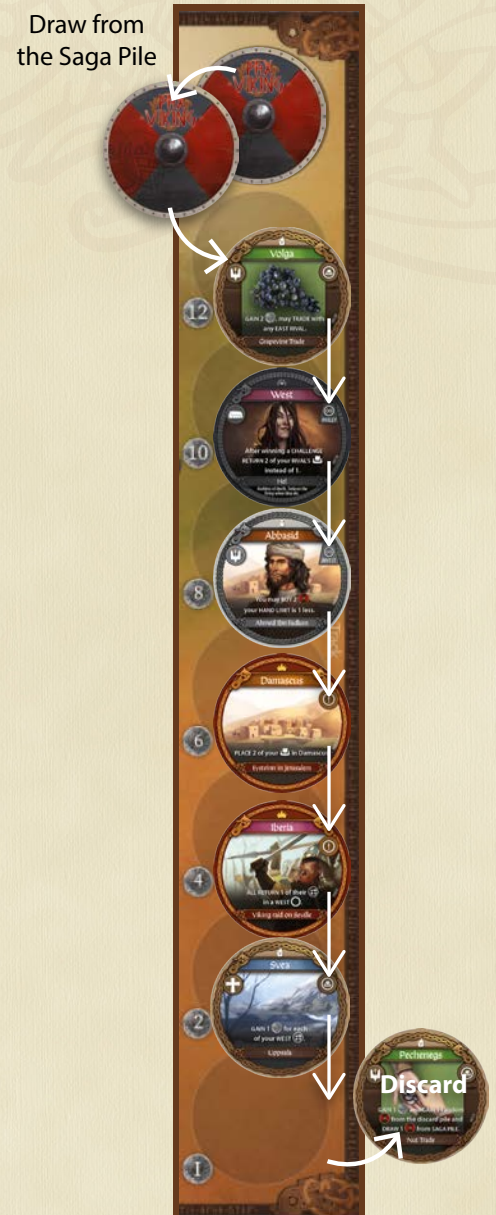 Draw from
the Saga Pile
Volga
12
GAIN 2 , may TRADE with
any EAST RIVAL.
Grapevine Trade
West
INSULT
10
After winning a CHALLENGE
RETURN 2 of your RIVAL'S
instead of 1.
Hel
Abbasid
8
You may BUY 2
your HAND LIMIT is 1 less.
Ahmed Ibn Fadlan
Track
Damascus
6
PLACE 2 of your in Damascus
Eysteinn in Jerusalem
Iberia
4
ALL RETURN 1 of their
in a WEST
Viking raid on Seville
Svea
2
GAIN 1 for each
of your WEST
Uppsala
Pechenegs
Discard
from the discard pile and
DRAW 1 from SAGA PILE.
Nut Trade
1